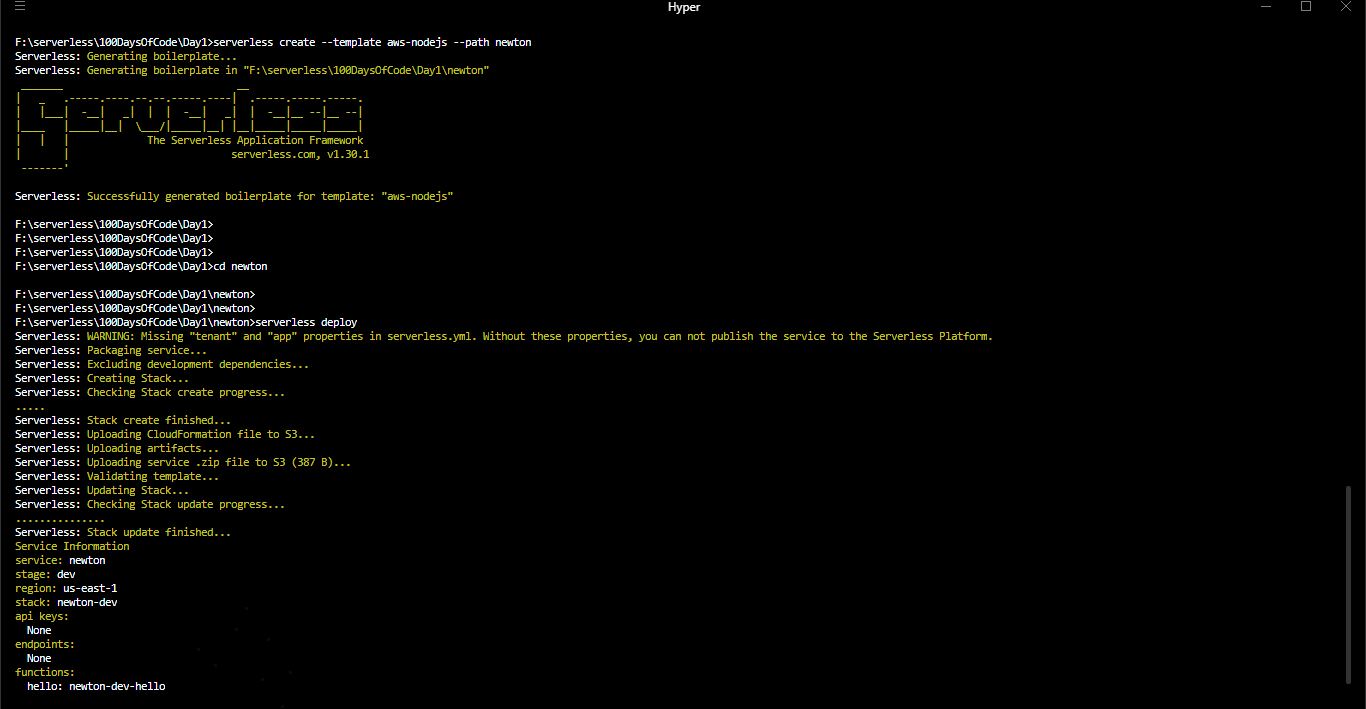 Hyper
F:\serverless\100DaysOfCode\Day1>serverless create --template aws-nodejs --path newton
Serverless: Generating boilerplate...
Serverless: Generating boilerplate in "F:\serverless\100DaysOfCode\Day1\newton"
Serverless
The Serverless Application Framework
serverless.com, v1.30.1
Serverless: Successfully generated boilerplate for template: "aws-nodejs"
F:\serverless\100DaysOfCode\Day1>
F:\serverless\100DaysOfCode\Day1>
F:\serverless\100DaysOfCode\Day1>
F:\serverless\100DaysOfCode\Day1>cd newton
F:\serverless\100DaysOfCode\Day1\newton>
F:\serverless\100DaysOfCode\Day1\newton>
F:\serverless\100DaysOfCode\Day1\newton>serverless deploy
Serverless: WARNING: Missing "tenant" and "app" properties in serverless.yml. Without these properties, you can not publish the service to the Serverless Platform.
Serverless: Packaging service...
Serverless: Excluding development dependencies...
Serverless: Creating Stack...
Serverless: Checking Stack create progress...
.....
Serverless: Stack create finished...
Serverless: Uploading CloudFormation file to S3...
Serverless: Uploading artifacts...
Serverless: Uploading service .zip file to S3 (387 B)...
Serverless: Validating template...
Serverless: Updating Stack...
Serverless: Checking Stack update progress...
...............
Serverless: Stack update finished...
Service Information
service: newton
stage: dev
region: us-east-1
stack: newton-dev
api keys:
None
endpoints:
None
functions:
hello: newton-dev-hello